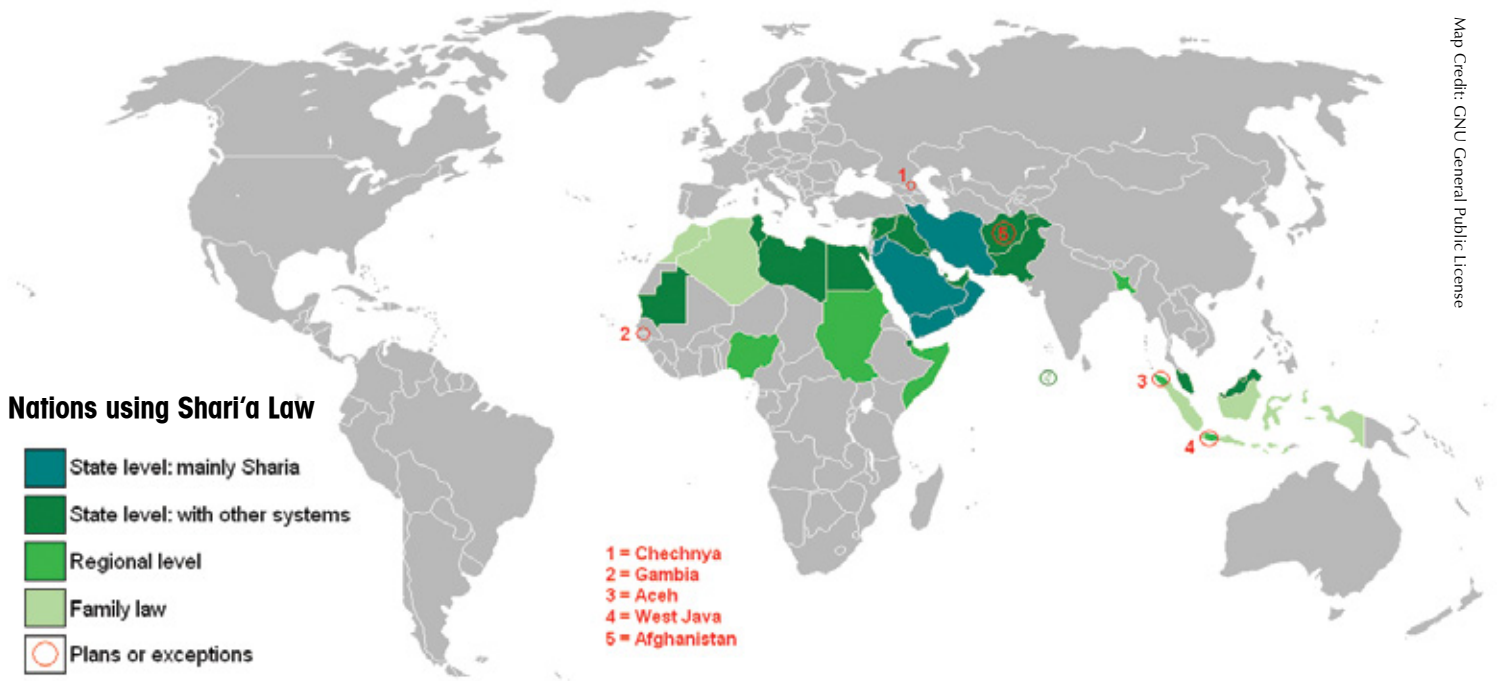 Map Credit: GNU General Public License
1
5
2
3
4
Nations using Shari’a Law
State level: mainly Sharia
State level: with other systems
Regional level
Family law
Plans or exceptions
1 = Chechnya
2 = Gambia
3 = Aceh
4 = West Java
5 = Afghanistan